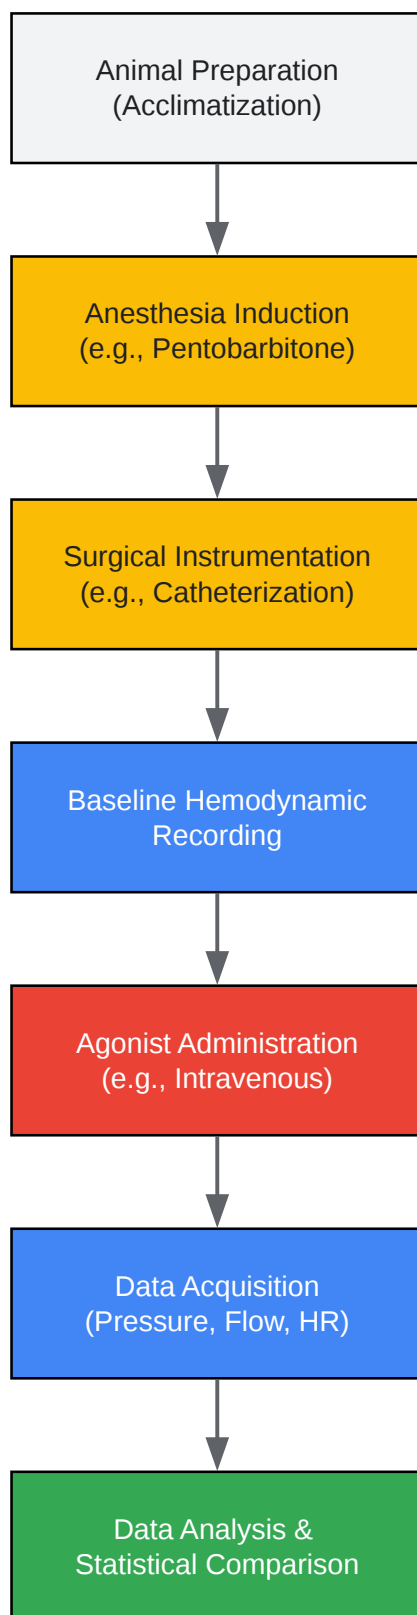 Animal Preparation
(Acclimatization)
Anesthesia Induction
(e.g., Pentobarbitone)
Surgical Instrumentation
(e.g., Catheterization)
Baseline Hemodynamic
Recording
Agonist Administration
(e.g., Intravenous)
Data Acquisition
(Pressure, Flow, HR)
Data Analysis &
Statistical Comparison